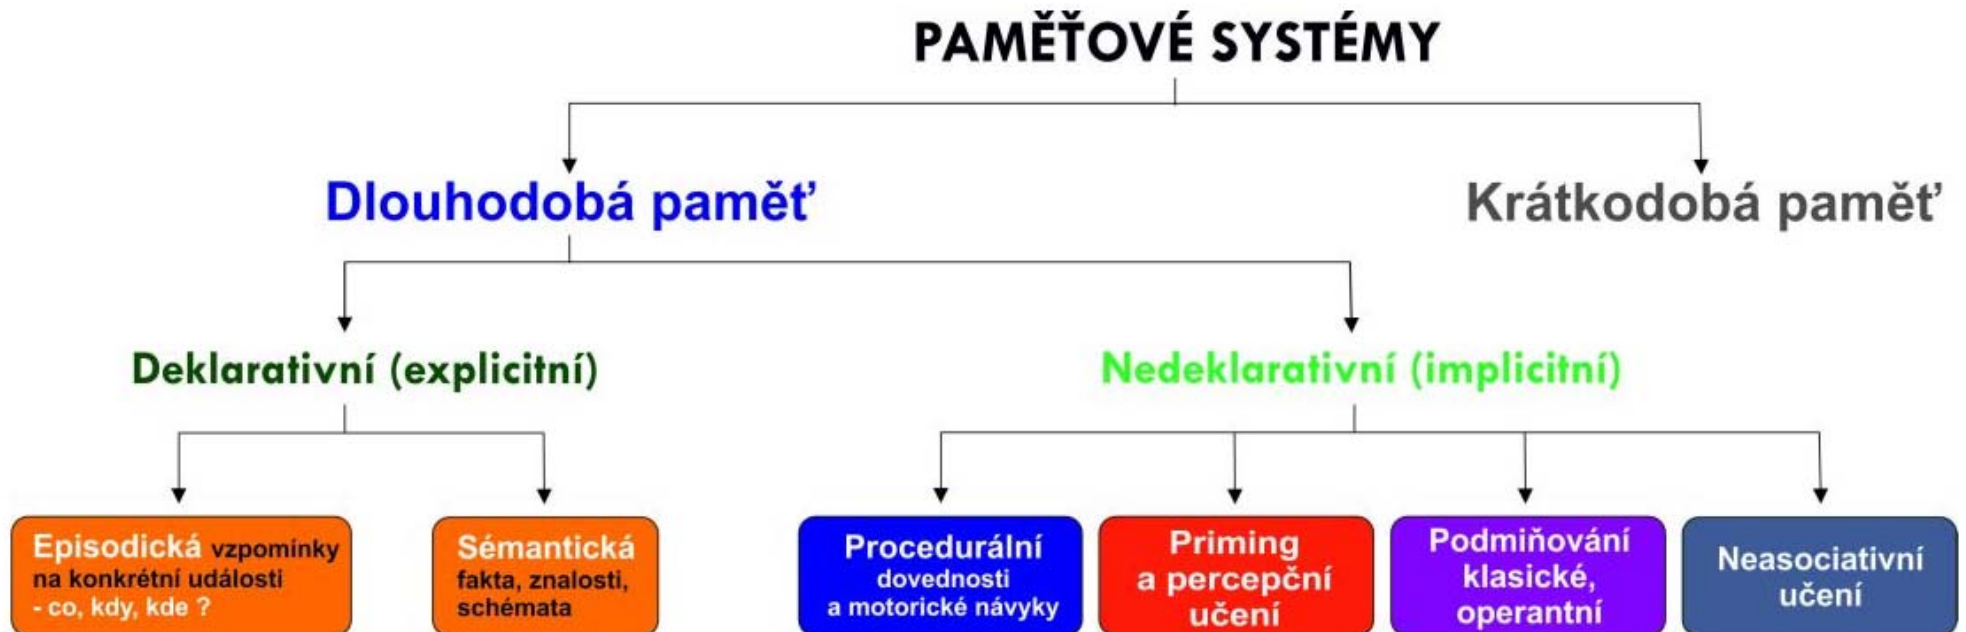 PAMĚŤOVÉ SYSTÉMY
Dlouhodobá paměť
Krátkodobá paměť
Deklarativní (explicitní)
Nedeklarativní (implicitní)
Episodická vzpomínky
na konkrétní události
- co, kdy, kde ?
Sémantická
fakta, znalosti,
schémata
Procedurální
dovednosti
a motorické návyky
Priming
a percepční
učení
Podmiňování
klasické,
operantní
Neasociativní
učení